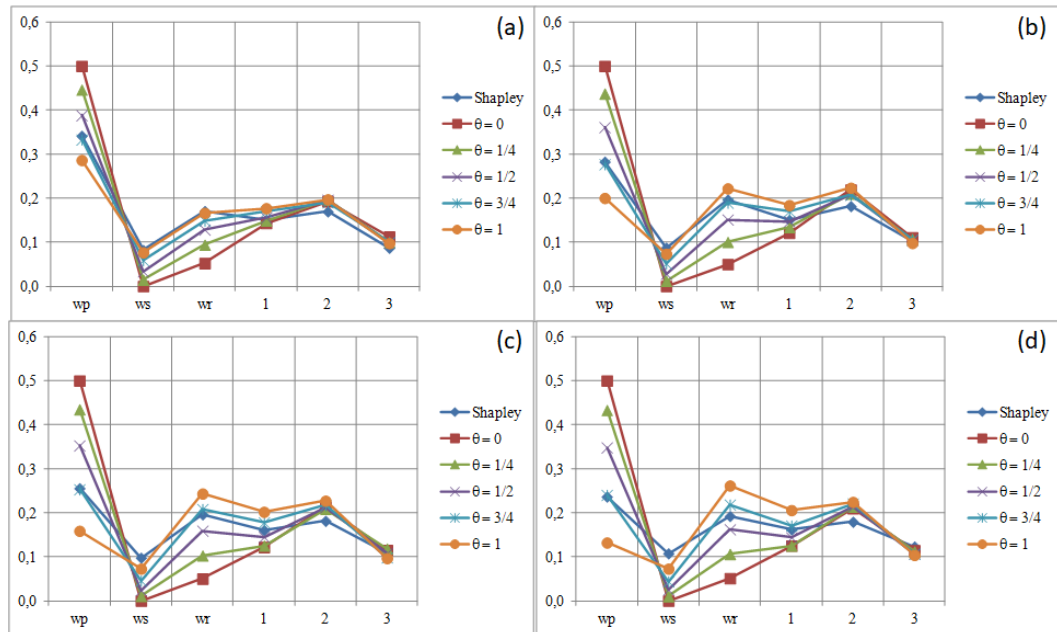 (a)
0,6
0,5
0,4
0,3
0,2
0,1
0,0
wp ws wr 1 2 3
Shapley
θ = 0
θ = 1/4
θ = 1/2
θ = 3/4
θ = 1
(b)
0,6
0,5
0,4
0,3
0,2
0,1
0,0
wp ws wr 1 2 3
Shapley
θ = 0
θ = 1/4
θ = 1/2
θ = 3/4
θ = 1
(c)
0,6
0,5
0,4
0,3
0,2
0,1
0,0
wp ws wr 1 2 3
Shapley
θ = 0
θ = 1/4
θ = 1/2
θ = 3/4
θ = 1
(d)
0,6
0,5
0,4
0,3
0,2
0,1
0,0
wp ws wr 1 2 3
Shapley
θ = 0
θ = 1/4
θ = 1/2
θ = 3/4
θ = 1